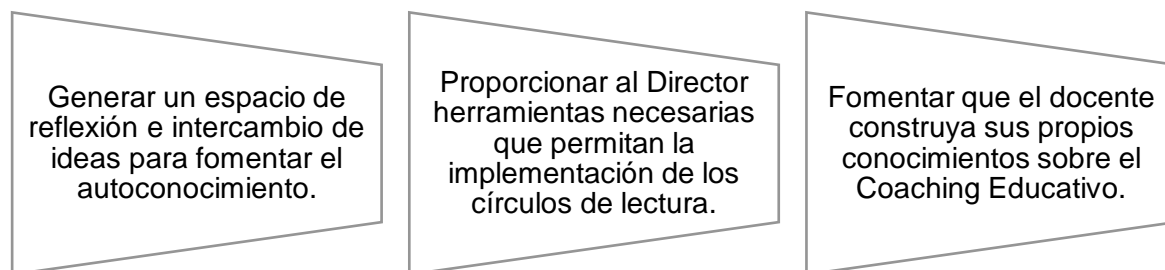 Generar un espacio de
reflexión e intercambio de
ideas para fomentar el
autoconocimiento.
Proporcionar al Director
herramientas necesarias
que permitan la
implementación de los
círculos de lectura.
Fomentar que el docente
construya sus propios
conocimientos sobre el
Coaching Educativo.